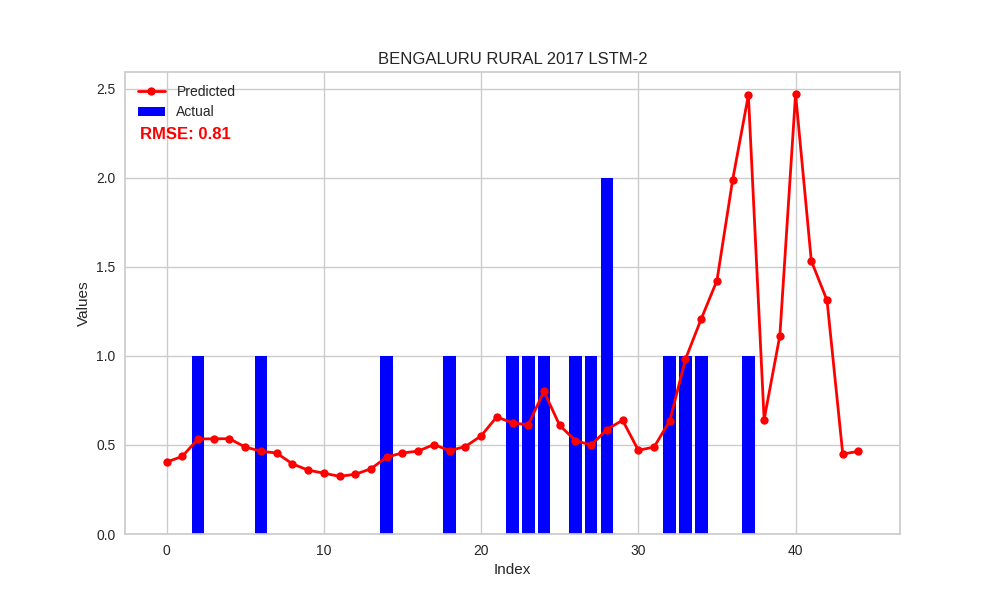 BENGALURU RURAL 2017 LSTM-2
Predicted
Actual
RMSE: 0.81
2.5
2.0
1.5
1.0
0.5
0.0
Values
0 10 20 30 40
Index